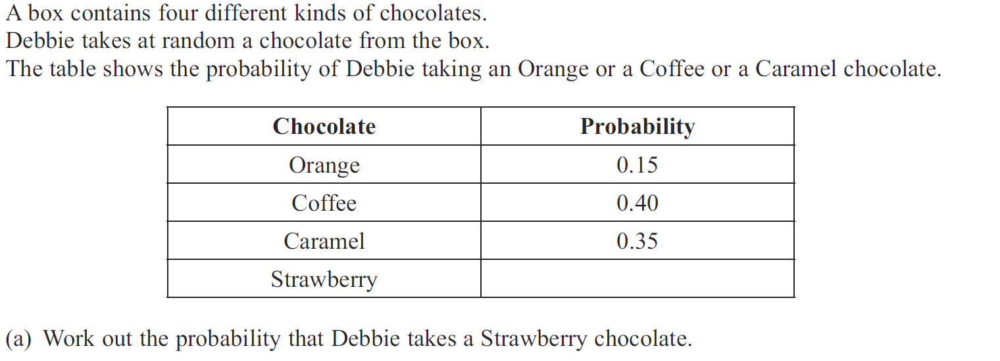 A box contains four different kinds of chocolates.
Debbie takes at random a chocolate from the box.
The table shows the probability of Debbie taking an Orange or a Coffee or a Caramel chocolate.
Chocolate Probability
Orange 0.15
Coffee 0.40
Caramel 0.35
Strawberry
(a) Work out the probability that Debbie takes a Strawberry chocolate.